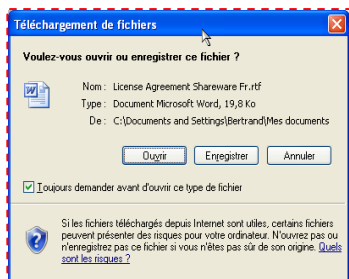 Téléchargement de fichiers
Voulez-vous ouvrir ou enregistrer ce fichier ?
Nom : License Agreement Shareware Fr.rtf
Type : Document Microsoft Word, 19,8 Ko
De : C:\Documents and Settings\Bertrand\Mes documents
Ouvrir Enregistrer Annuler
Toujours demander avant d'ouvrir ce type de fichier
Si les fichiers téléchargés depuis Internet sont utiles, certains fichiers
peuvent présenter des risques pour votre ordinateur. N'ouvrez pas ou
n'enregistrez pas ce fichier si vous n'êtes pas sûr de son origine. Quels
sont les risques ?